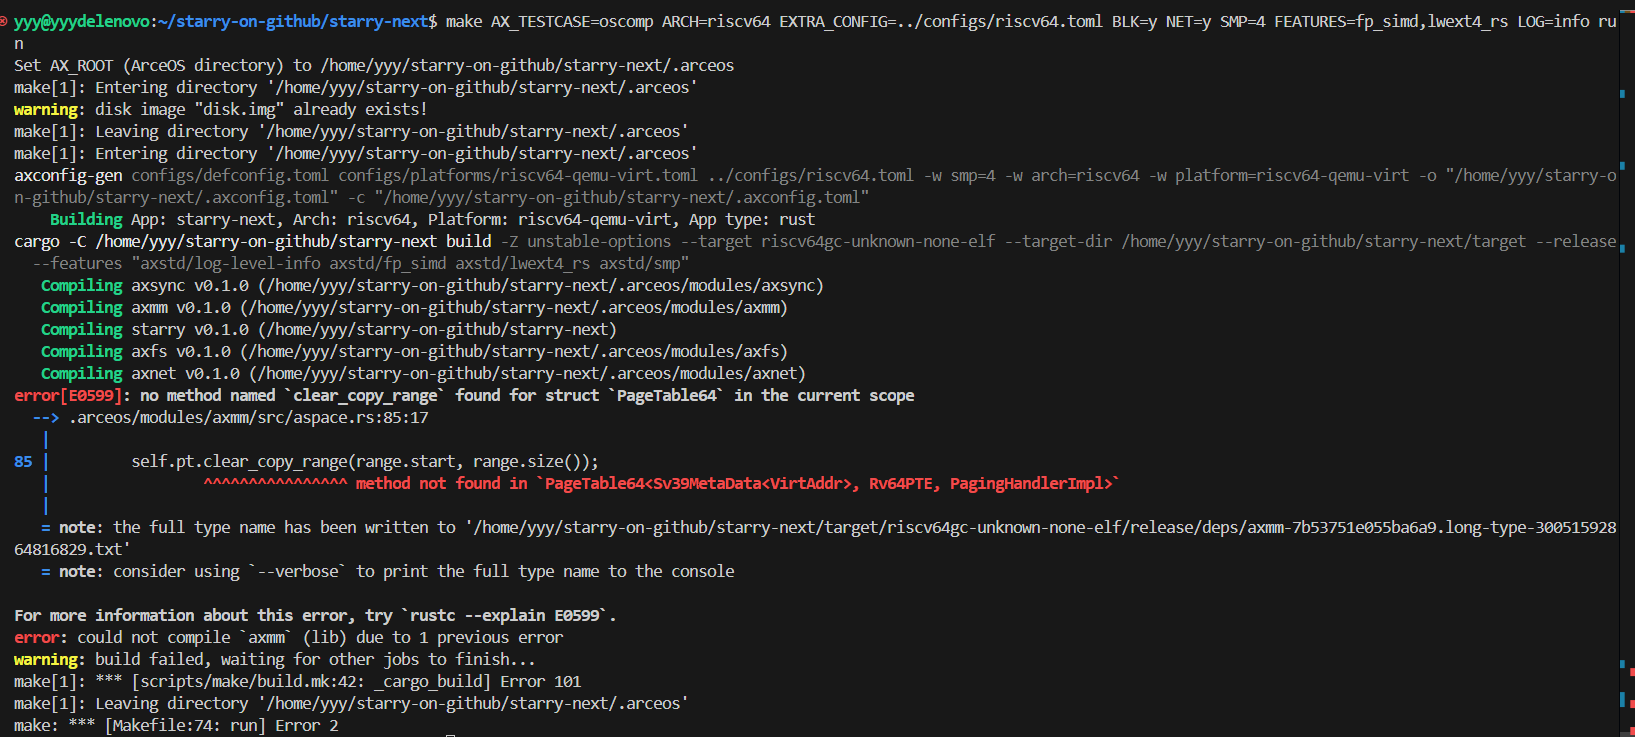 yyy@yyydelenovo:~/starry-on-github/starry-next$ make AX_TESTCASE=oscomp ARCH=riscv64 EXTRA_CONFIG=../configs/riscv64.toml BLK=y NET=y SMP=4 FEATURES=fp_simd,lwext4_rs LOG=info ru
n
Set AX_ROOT (ArceOS directory) to /home/yyy/starry-on-github/starry-next/.arceos
make[1]: Entering directory '/home/yyy/starry-on-github/starry-next/.arceos'
warning: disk image "disk.img" already exists!
make[1]: Leaving directory '/home/yyy/starry-on-github/starry-next/.arceos'
make[1]: Entering directory '/home/yyy/starry-on-github/starry-next/.arceos'
axconfig-gen configs/defconfig.toml configs/platforms/riscv64-qemu-virt.toml ../configs/riscv64.toml -w smp=4 -w arch=riscv64 -w platform=riscv64-qemu-virt -o "/home/yyy/starry-o
n-github/starry-next/.axconfig.toml" -c "/home/yyy/starry-on-github/starry-next/.axconfig.toml"
    Building App: starry-next, Arch: riscv64, Platform: riscv64-qemu-virt, App type: rust
cargo -C /home/yyy/starry-on-github/starry-next build -Z unstable-options --target riscv64gc-unknown-none-elf --target-dir /home/yyy/starry-on-github/starry-next/target --release
  --features "axstd/log-level-info axstd/fp_simd axstd/lwext4_rs axstd/smp"
   Compiling axsync v0.1.0 (/home/yyy/starry-on-github/starry-next/.arceos/modules/axsync)
   Compiling axmm v0.1.0 (/home/yyy/starry-on-github/starry-next/.arceos/modules/axmm)
   Compiling starry v0.1.0 (/home/yyy/starry-on-github/starry-next)
   Compiling axfs v0.1.0 (/home/yyy/starry-on-github/starry-next/.arceos/modules/axfs)
   Compiling axnet v0.1.0 (/home/yyy/starry-on-github/starry-next/.arceos/modules/axnet)
error[E0599]: no method named `clear_copy_range` found for struct `PageTable64` in the current scope
  --> .arceos/modules/axmm/src/aspace.rs:85:17
   |
85 |         self.pt.clear_copy_range(range.start, range.size());
   |                 ^^^^^^^^^^^^^^^^ method not found in `PageTable64<Sv39MetaData<VirtAddr>, Rv64PTE, PagingHandlerImpl>`
   |
   = note: the full type name has been written to '/home/yyy/starry-on-github/starry-next/target/riscv64gc-unknown-none-elf/release/deps/axmm-7b53751e055ba6a9.long-type-300515928
64816829.txt'
   = note: consider using `--verbose` to print the full type name to the console
For more information about this error, try `rustc --explain E0599`.
error: could not compile `axmm` (lib) due to 1 previous error
warning: build failed, waiting for other jobs to finish...
make[1]: *** [scripts/make/build.mk:42: _cargo_build] Error 101
make[1]: Leaving directory '/home/yyy/starry-on-github/starry-next/.arceos'
make: *** [Makefile:74: run] Error 2